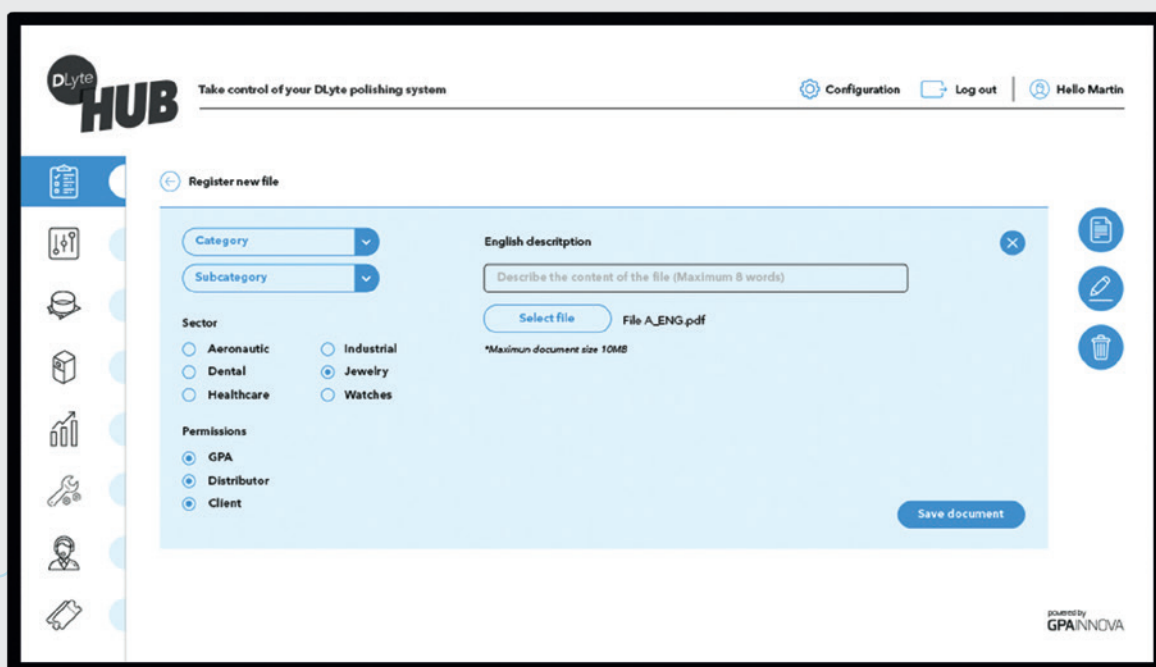 DLyte
HUB
Take control of your DLyte polishing system
Configuration
Log out
Hello Martin
Register new file
Category
Subcategory
English descritption
Describe the content of the file (Maximum 8 words)
Select file
File A_ENG.pdf
*Maximun document size 10MB
Sector
Aeronautic
Industrial
Dental
Jewelry
Healthcare
Watches
Permissions
GPA
Distributor
Client
Save document
powered by
GPAINNOVA